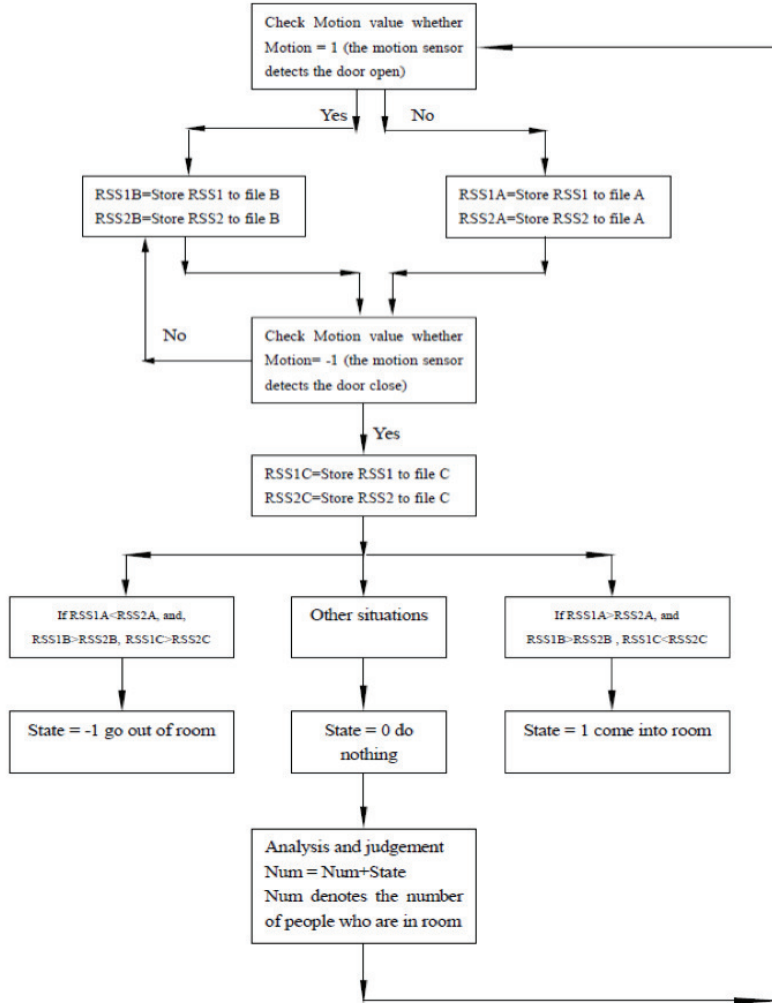 Check Motion value whether
Motion = 1 (the motion sensor
detects the door open)
Yes
No
RSS1B=Store RSS1 to file B
RSS2B=Store RSS2 to file B
RSS1A=Store RSS1 to file A
RSS2A=Store RSS2 to file A
No
Check Motion value whether
Motion= -1 (the motion sensor
detects the door close)
Yes
RSS1C=Store RSS1 to file C
RSS2C=Store RSS2 to file C
If RSS1A<RSS2A, and,
RSS1B>RSS2B, RSS1C>RSS2C
Other situations
If RSS1A>RSS2A, and
RSS1B>RSS2B , RSS1C<RSS2C
State = -1 go out of room
State = 0 do
nothing
State = 1 come into room
Analysis and judgement
Num = Num+State
Num denotes the number
of people who are in room